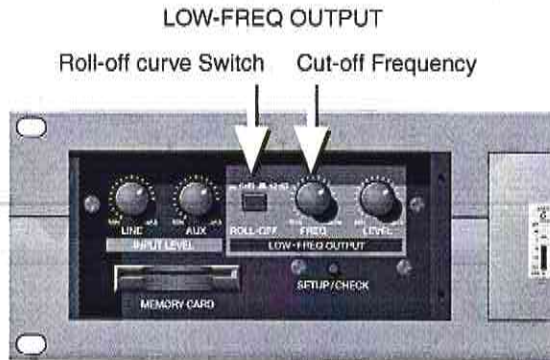 LOW-FREQ OUTPUT
Roll-off curve Switch Cut-off Frequency
LINE AUX ROLL-OFF FREQ LEVEL
INPUT LEVEL LOW-FREQ OUTPUT
SETUP/CHECK
MEMORY CARD